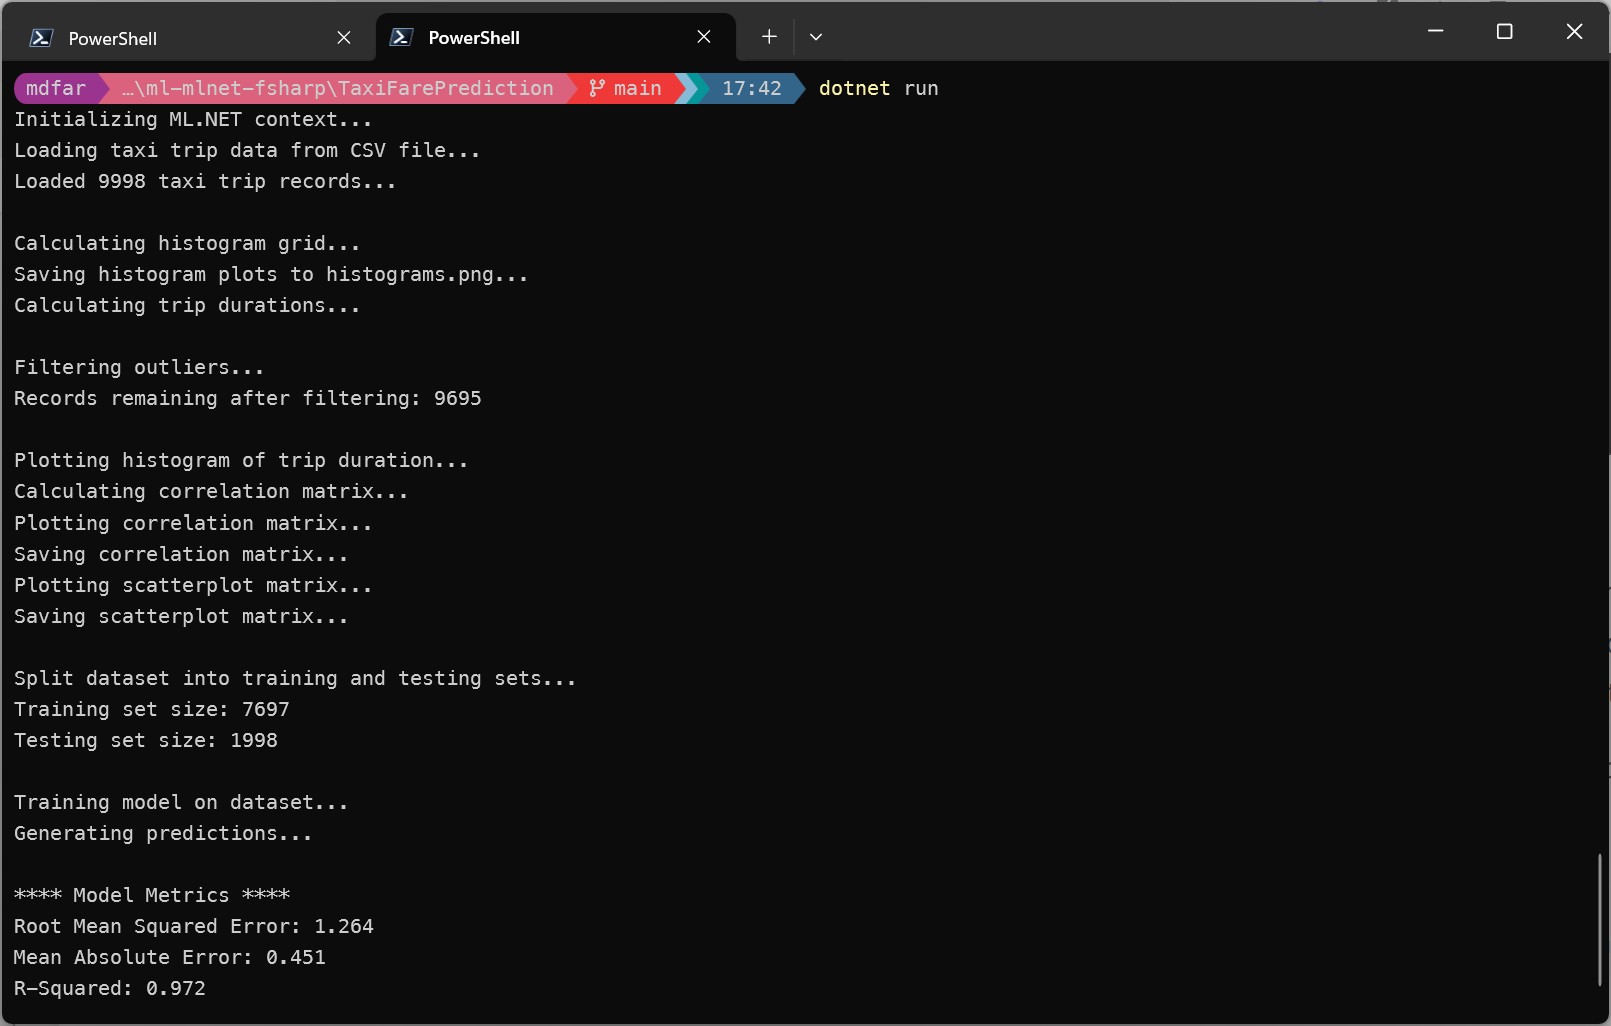 PowerShell
PowerShell
mdfar …\ml-mlnet-fsharp\TaxiFarePrediction main 17:42 dotnet run
Initializing ML.NET context...
Loading taxi trip data from CSV file...
Loaded 9998 taxi trip records...
Calculating histogram grid...
Saving histogram plots to histograms.png...
Calculating trip durations...
Filtering outliers...
Records remaining after filtering: 9695
Plotting histogram of trip duration...
Calculating correlation matrix...
Plotting correlation matrix...
Saving correlation matrix...
Plotting scatterplot matrix...
Saving scatterplot matrix...
Split dataset into training and testing sets...
Training set size: 7697
Testing set size: 1998
Training model on dataset...
Generating predictions...
**** Model Metrics ****
Root Mean Squared Error: 1.264
Mean Absolute Error: 0.451
R-Squared: 0.972